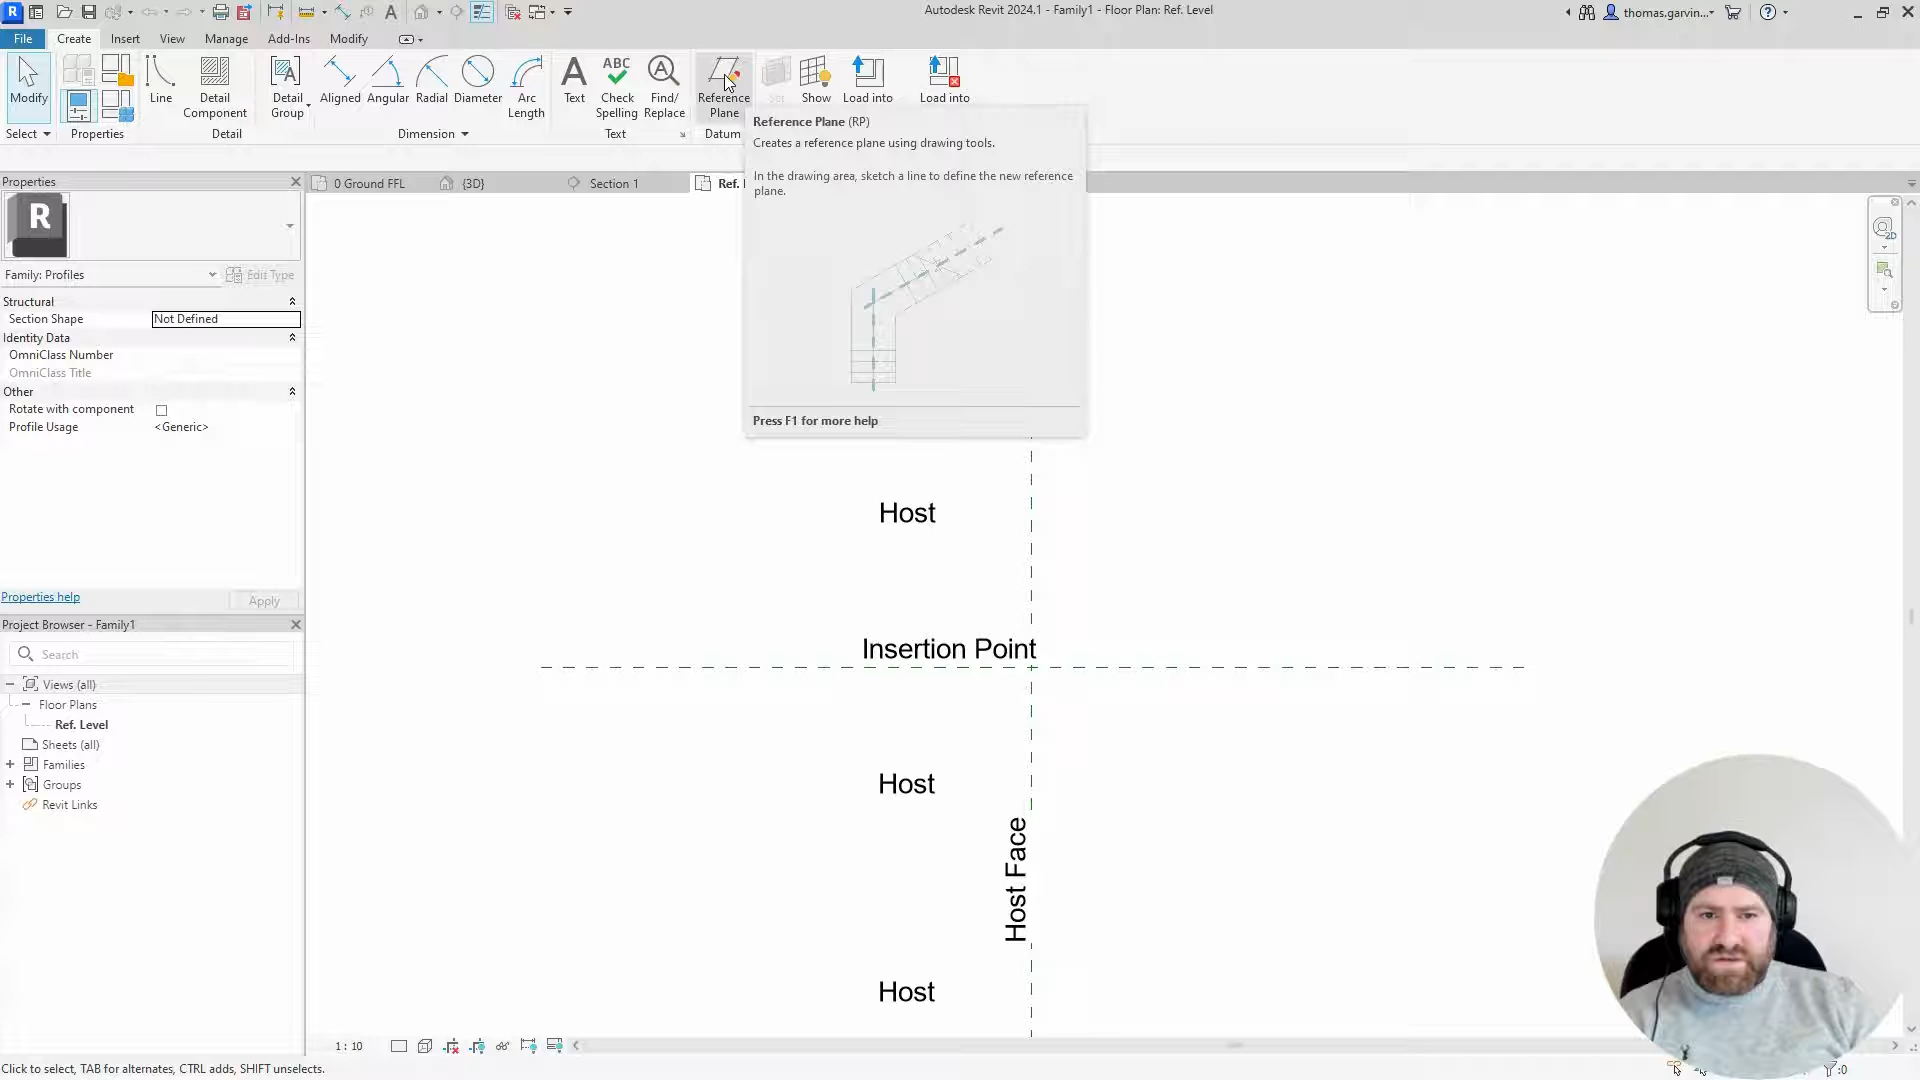 Autodesk Revit 2024.1 - Family1 - Floor Plan: Ref. Level
thomas.garvin...
File
Create
Insert
View
Manage
Add-Ins
Modify
Modify
Line
Detail
Component
Detail
Group
Aligned
Angular
Radial
Diameter
Arc
Length
Text
ABC
Check
Spelling
Find/
Replace
Reference
Plane
Show
Load into
Load into
Select
Properties
Detail
Dimension
Text
Datum
Reference Plane (RP)
Creates a reference plane using drawing tools.
In the drawing area, sketch a line to define the new reference
plane.
Press F1 for more help
Properties
0 Ground FFL
{3D}
Section 1
Ref.
R
2D
Family: Profiles
Edit Type
Structural
Section Shape
Not Defined
Identity Data
OmniClass Number
OmniClass Title
Other
Rotate with component
Profile Usage
<Generic>
Properties help
Apply
Project Browser - Family1
Search
Views (all)
Floor Plans
Ref. Level
Sheets (all)
Families
Groups
Revit Links
Host
Insertion Point
Host
Host Face
Host
1 : 10
Click to select, TAB for alternates, CTRL adds, SHIFT unselects.
:0